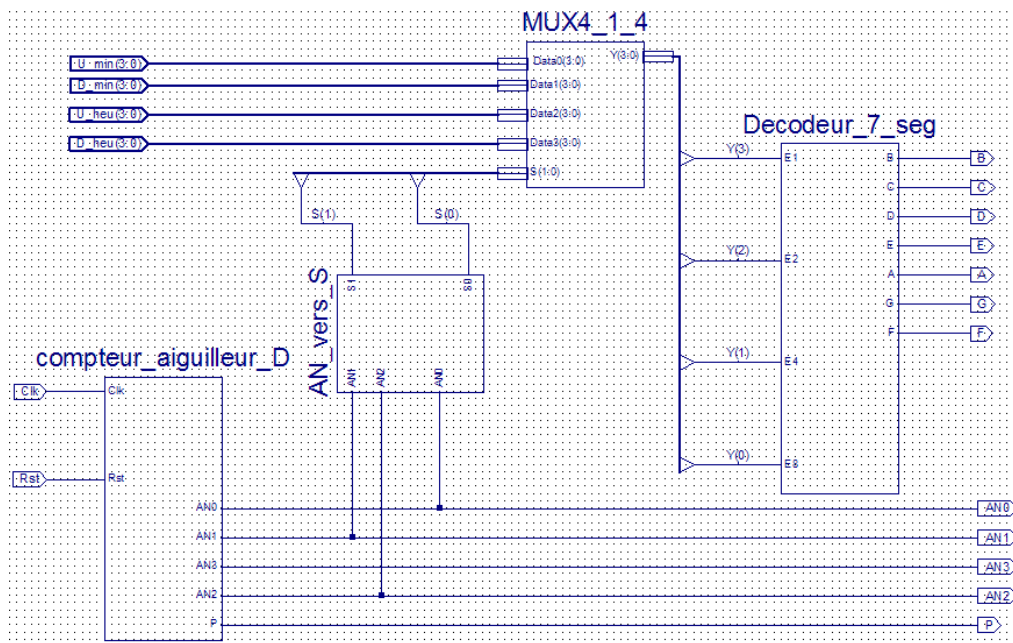 MUX4_1_4
U_min(3:0)
Data0(3:0)
Y(3:0)
D_min(3:0)
Data1(3:0)
U_heu(3:0)
Data2(3:0)
D_heu(3:0)
Data3(3:0)
S(1:0)
Decodeur_7_seg
Y(3)
E1
B
B
C
C
S(1)
S(0)
D
D
Y(2)
E2
E
E
A
A
G
G
F
F
S1
S0
AN_vers_S
AN1
AN2
AN0
Y(1)
E4
compteur_aiguilleur_D
Clk
Clk
Y(0)
E8
Rst
Rst
AN0
AN0
AN1
AN1
AN3
AN3
AN2
AN2
P
P